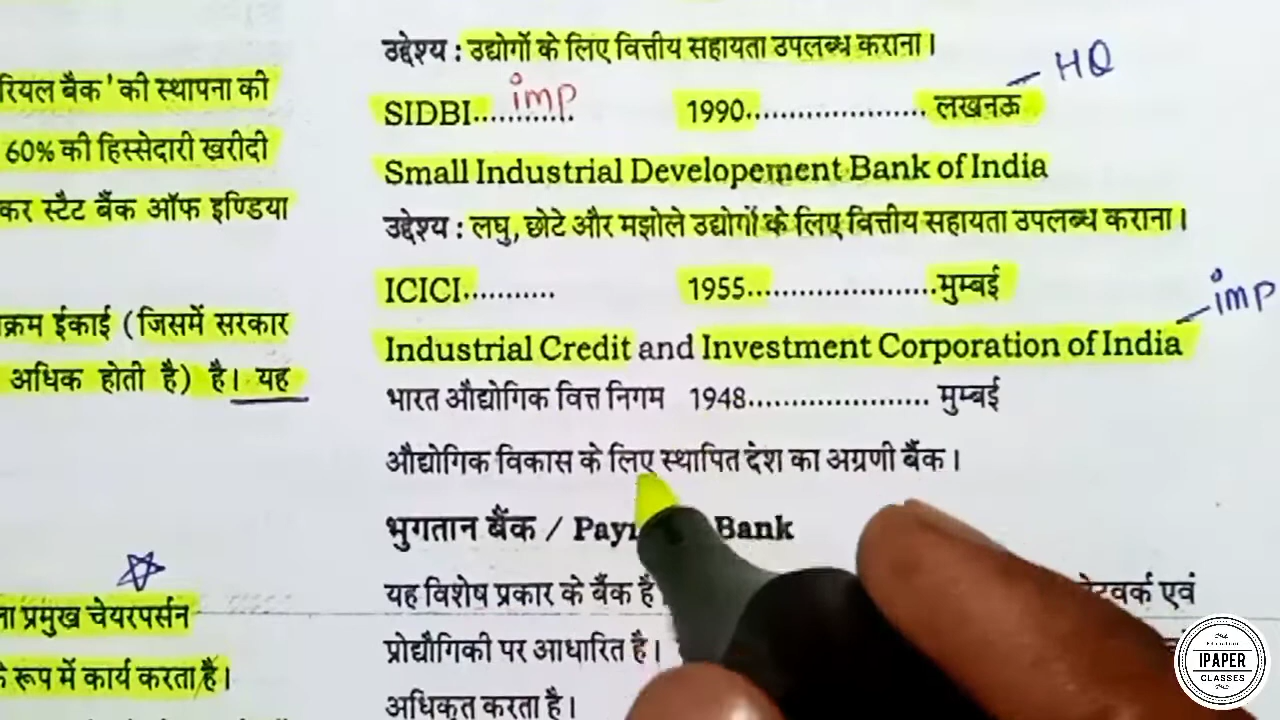 रियल बैक' की स्थापना की
60% की हिस्सेदारी खरीदी
कर स्टैट बैंक ऑफ इण्डिया
क्रम ईकाई (जिसमें सरकार
अधिक होती है) है। यह
ना प्रमुख चेयरपर्सन
के रूप में कार्य करता है।
उद्देश्य : उद्योगों के लिए वित्तीय सहायता उपलब्ध कराना।
HQ
imp
SIDBI............ 1990..................... लखनऊ
Small Industrial Developement Bank of India
उद्देश्य : लघु, छोटे और मझोले उद्योगों के लिए वित्तीय सहायता उपलब्ध कराना।
ICICI........... 1955......................मुम्बई
imp
Industrial Credit and Investment Corporation of India
भारत औद्योगिक वित्त निगम 1948..................... मुम्बई
औद्योगिक विकास के लिए स्थापित देश का अग्रणी बैंक।
भुगतान बैंक / Bank
यह विशेष प्रकार के बैंक है एवं
प्रौद्योगिकी पर आधारित है।
अधिकृत करता है।
IPAPER
CLASSES